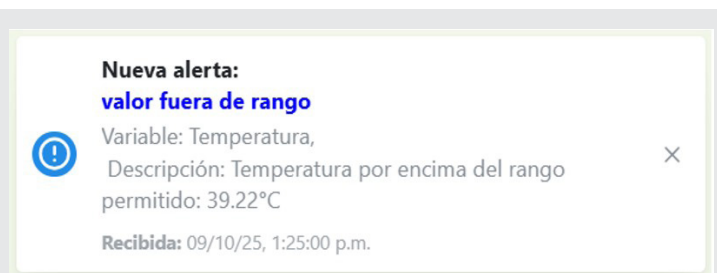 Nueva alerta:
valor fuera de rango
Variable: Temperatura,
Descripción: Temperatura por encima del rango
permitido: 39.22°C
Recibida: 09/10/25, 1:25:00 p.m.